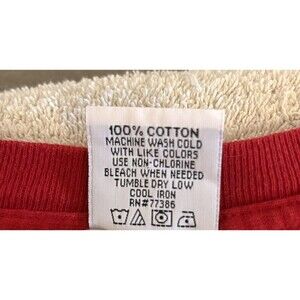 100% COTTON
MACHINE WASH COLD
WITH LIKE COLORS
USE NON-CHLORINE
BLEACH WHEN NEEDED
TUMBLE DRY LOW
COOL IRON
RN#77386